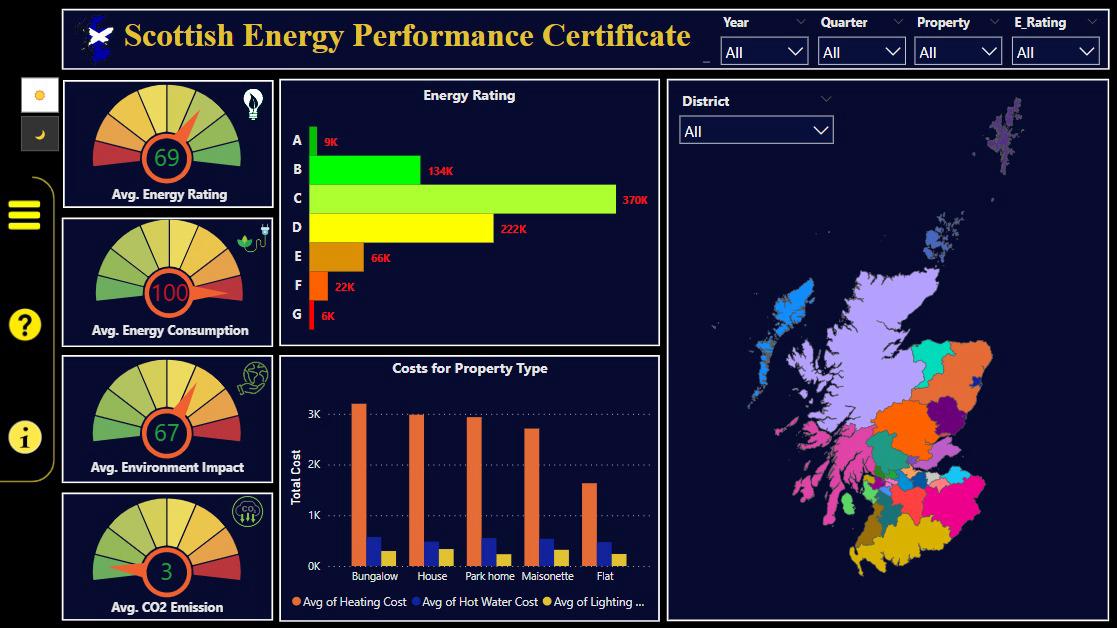 Scottish Energy Performance Certificate
Year
Quarter
Property
E_Rating
All
All
All
All
69
Avg. Energy Rating
100
Avg. Energy Consumption
67
Avg. Environment Impact
CO₂
3
Avg. CO2 Emission
Energy Rating
A 9K
B 134K
C 370K
D 222K
E 66K
F 22K
G 6K
Costs for Property Type
Total Cost
3K
2K
1K
0K
Bungalow House Park home Maisonette Flat
Avg of Heating Cost Avg of Hot Water Cost Avg of Lighting ...
District
All
?
i